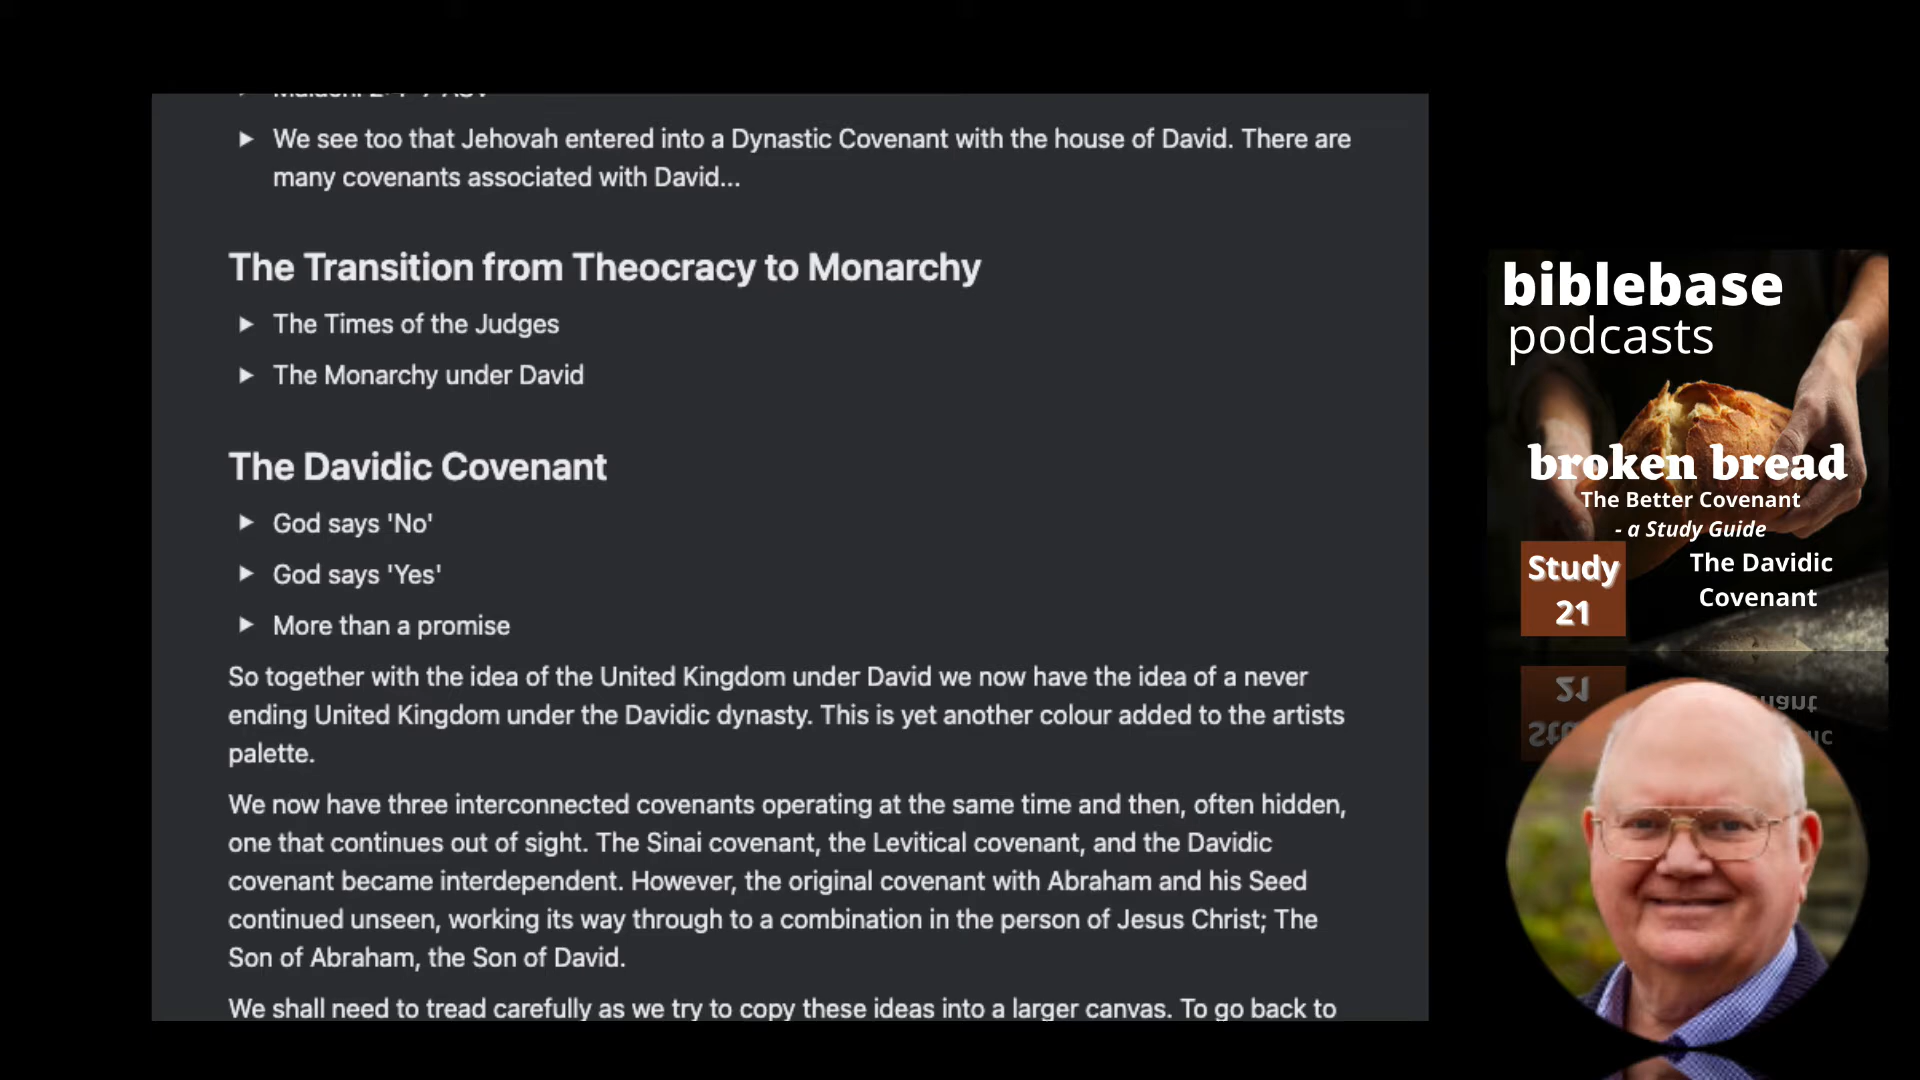 We see too that Jehovah entered into a Dynastic Covenant with the house of David. There are
many covenants associated with David...
The Transition from Theocracy to Monarchy
The Times of the Judges
The Monarchy under David
The Davidic Covenant
God says 'No'
God says 'Yes'
More than a promise
So together with the idea of the United Kingdom under David we now have the idea of a never
ending United Kingdom under the Davidic dynasty. This is yet another colour added to the artists
palette.
We now have three interconnected covenants operating at the same time and then, often hidden,
one that continues out of sight. The Sinai covenant, the Levitical covenant, and the Davidic
covenant became interdependent. However, the original covenant with Abraham and his Seed
continued unseen, working its way through to a combination in the person of Jesus Christ; The
Son of Abraham, the Son of David.
We shall need to tread carefully as we try to copy these ideas into a larger canvas. To go back to
biblebase
podcasts
broken bread
The Better Covenant
- a Study Guide
Study
21
The Davidic
Covenant